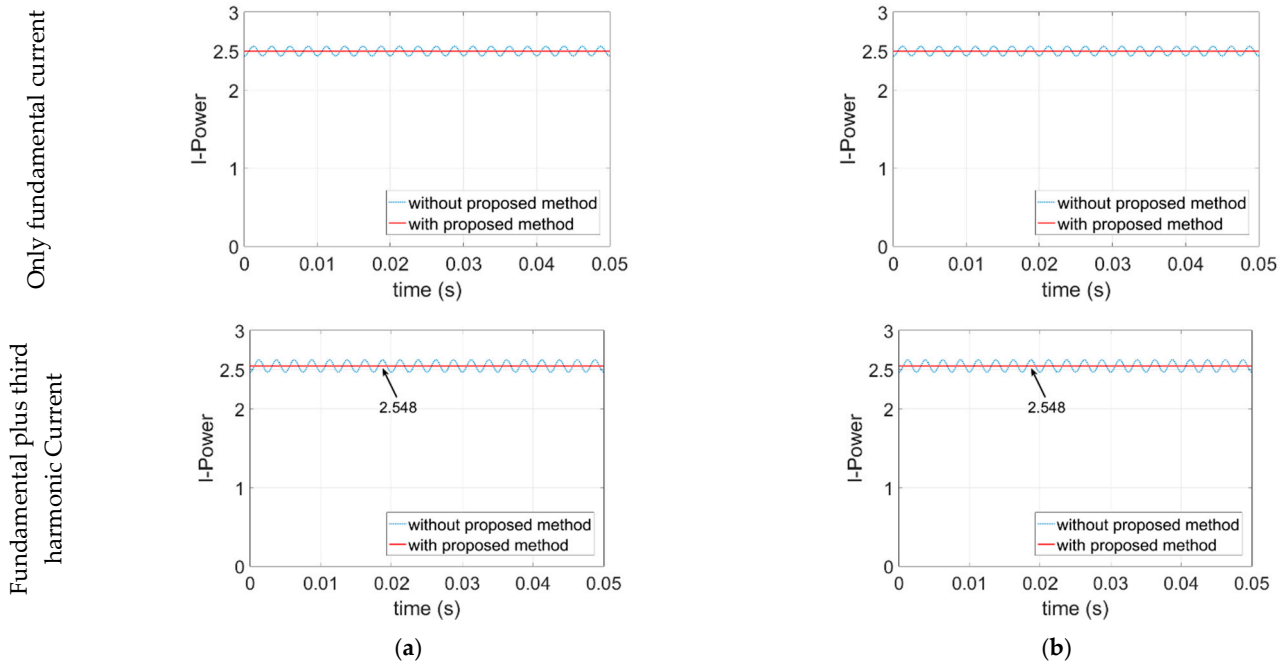 Only fundamental current
3
2.5
2
1
0
I-Power
without proposed method
with proposed method
0 0.01 0.02 0.03 0.04 0.05
time (s)
3
2.5
2
1
0
I-Power
without proposed method
with proposed method
0 0.01 0.02 0.03 0.04 0.05
time (s)
Fundamental plus third
harmonic Current
3
2.5
2
1
0
I-Power
2.548
without proposed method
with proposed method
0 0.01 0.02 0.03 0.04 0.05
time (s)
(a)
3
2.5
2
1
0
I-Power
2.548
without proposed method
with proposed method
0 0.01 0.02 0.03 0.04 0.05
time (s)
(b)